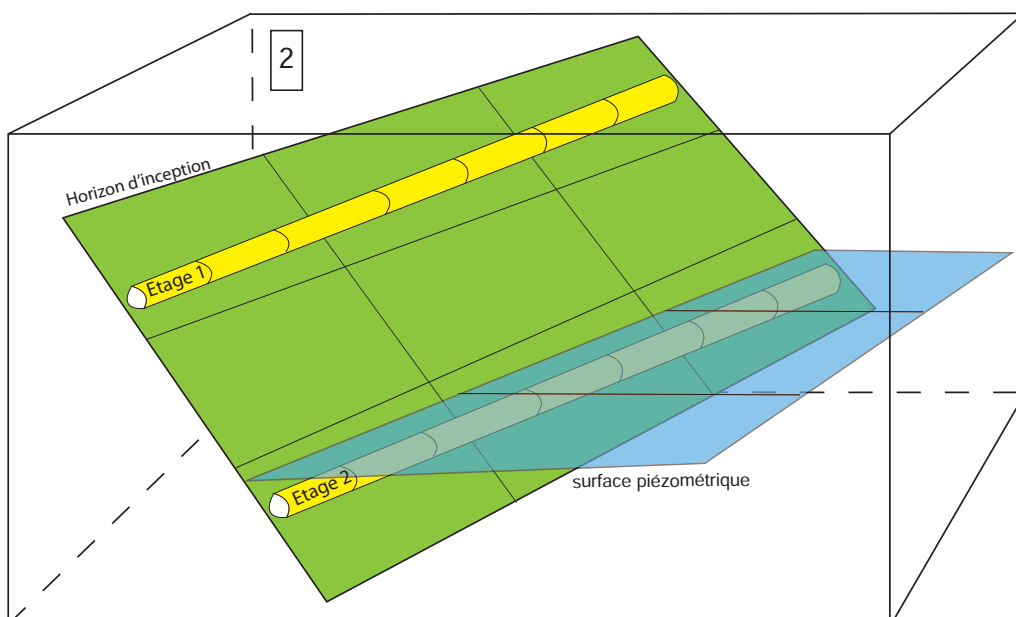 2
Horizon d'inception
Etage 1
Etage 2
surface piézométrique